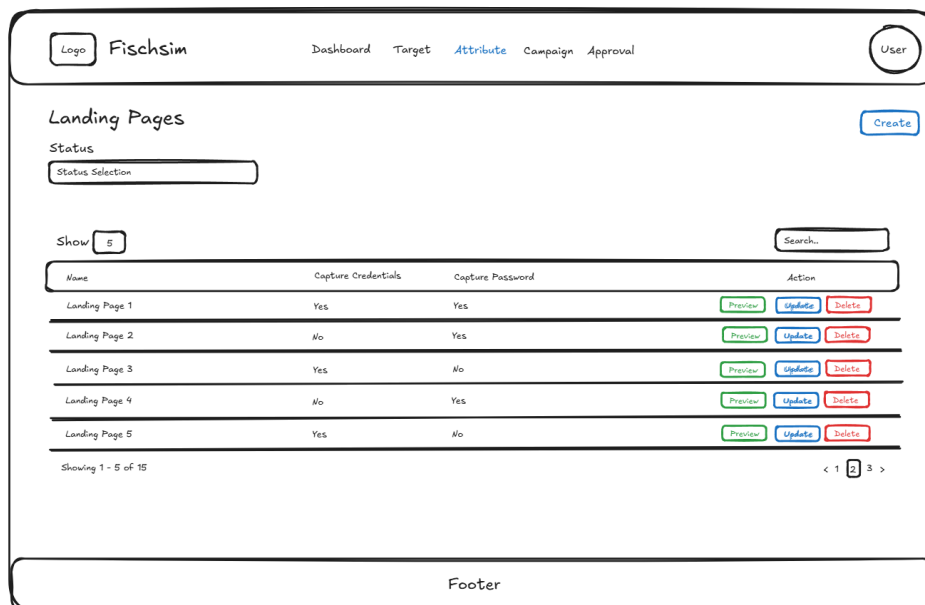 Logo Fischsim Dashboard Target Attribute Campaign Approval User
Landing Pages
Create
Status
Status Selection
Show 5 Search..
Name Capture Credentials Capture Password Action
Landing Page 1 Yes Yes Preview Update Delete
Landing Page 2 No Yes Preview Update Delete
Landing Page 3 Yes No Preview Update Delete
Landing Page 4 No Yes Preview Update Delete
Landing Page 5 Yes No Preview Update Delete
Showing 1 - 5 of 15 < 1 2 3 >
Footer